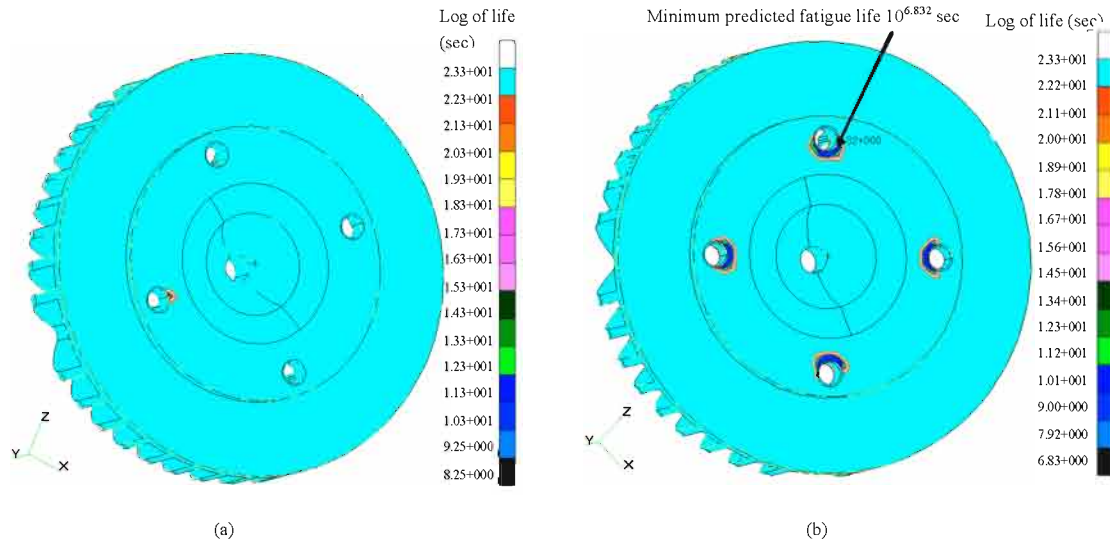 Log of life
(sec)
2.33+001
2.23+001
2.13+001
2.03+001
1.93+001
1.83+001
1.73+001
1.63+001
1.53+001
1.43+001
1.33+001
1.23+001
1.13+001
1.03+001
9.25+000
8.25+000
Z
Y
X
(a)
Minimum predicted fatigue life 10^6.832 sec
Log of life (sec)
32+000
2.33+001
2.22+001
2.11+001
2.00+001
1.89+001
1.78+001
1.67+001
1.56+001
1.45+001
1.34+001
1.23+001
1.12+001
1.01+001
9.00+000
7.92+000
6.83+000
Z
Y
X
(b)